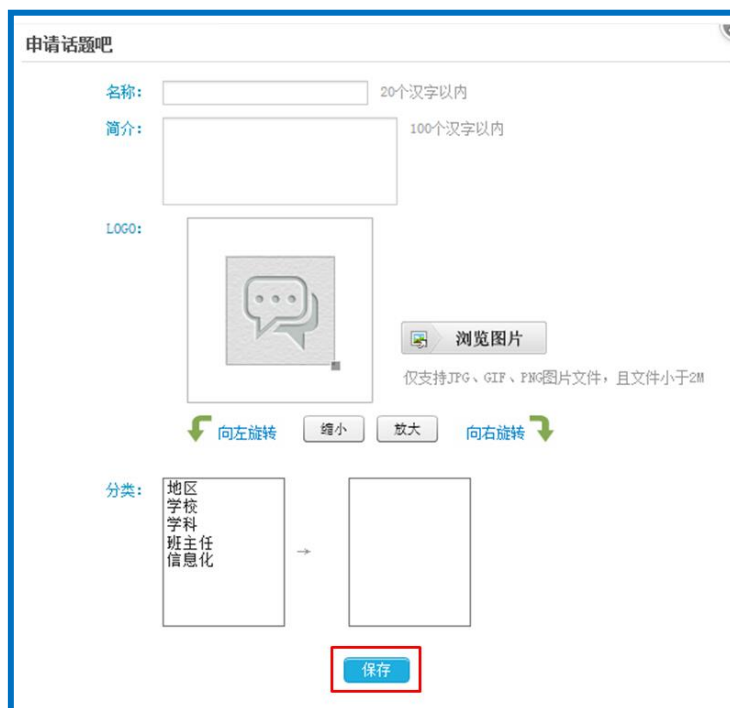 申请话题吧
名称： 20个汉字以内
简介： 100个汉字以内
LOGO:
浏览图片
仅支持JPG、GIF、PNG图片文件，且文件小于2M
向左旋转 缩小 放大 向右旋转
分类： 地区
学校
学科
班主任
信息化
→
保存